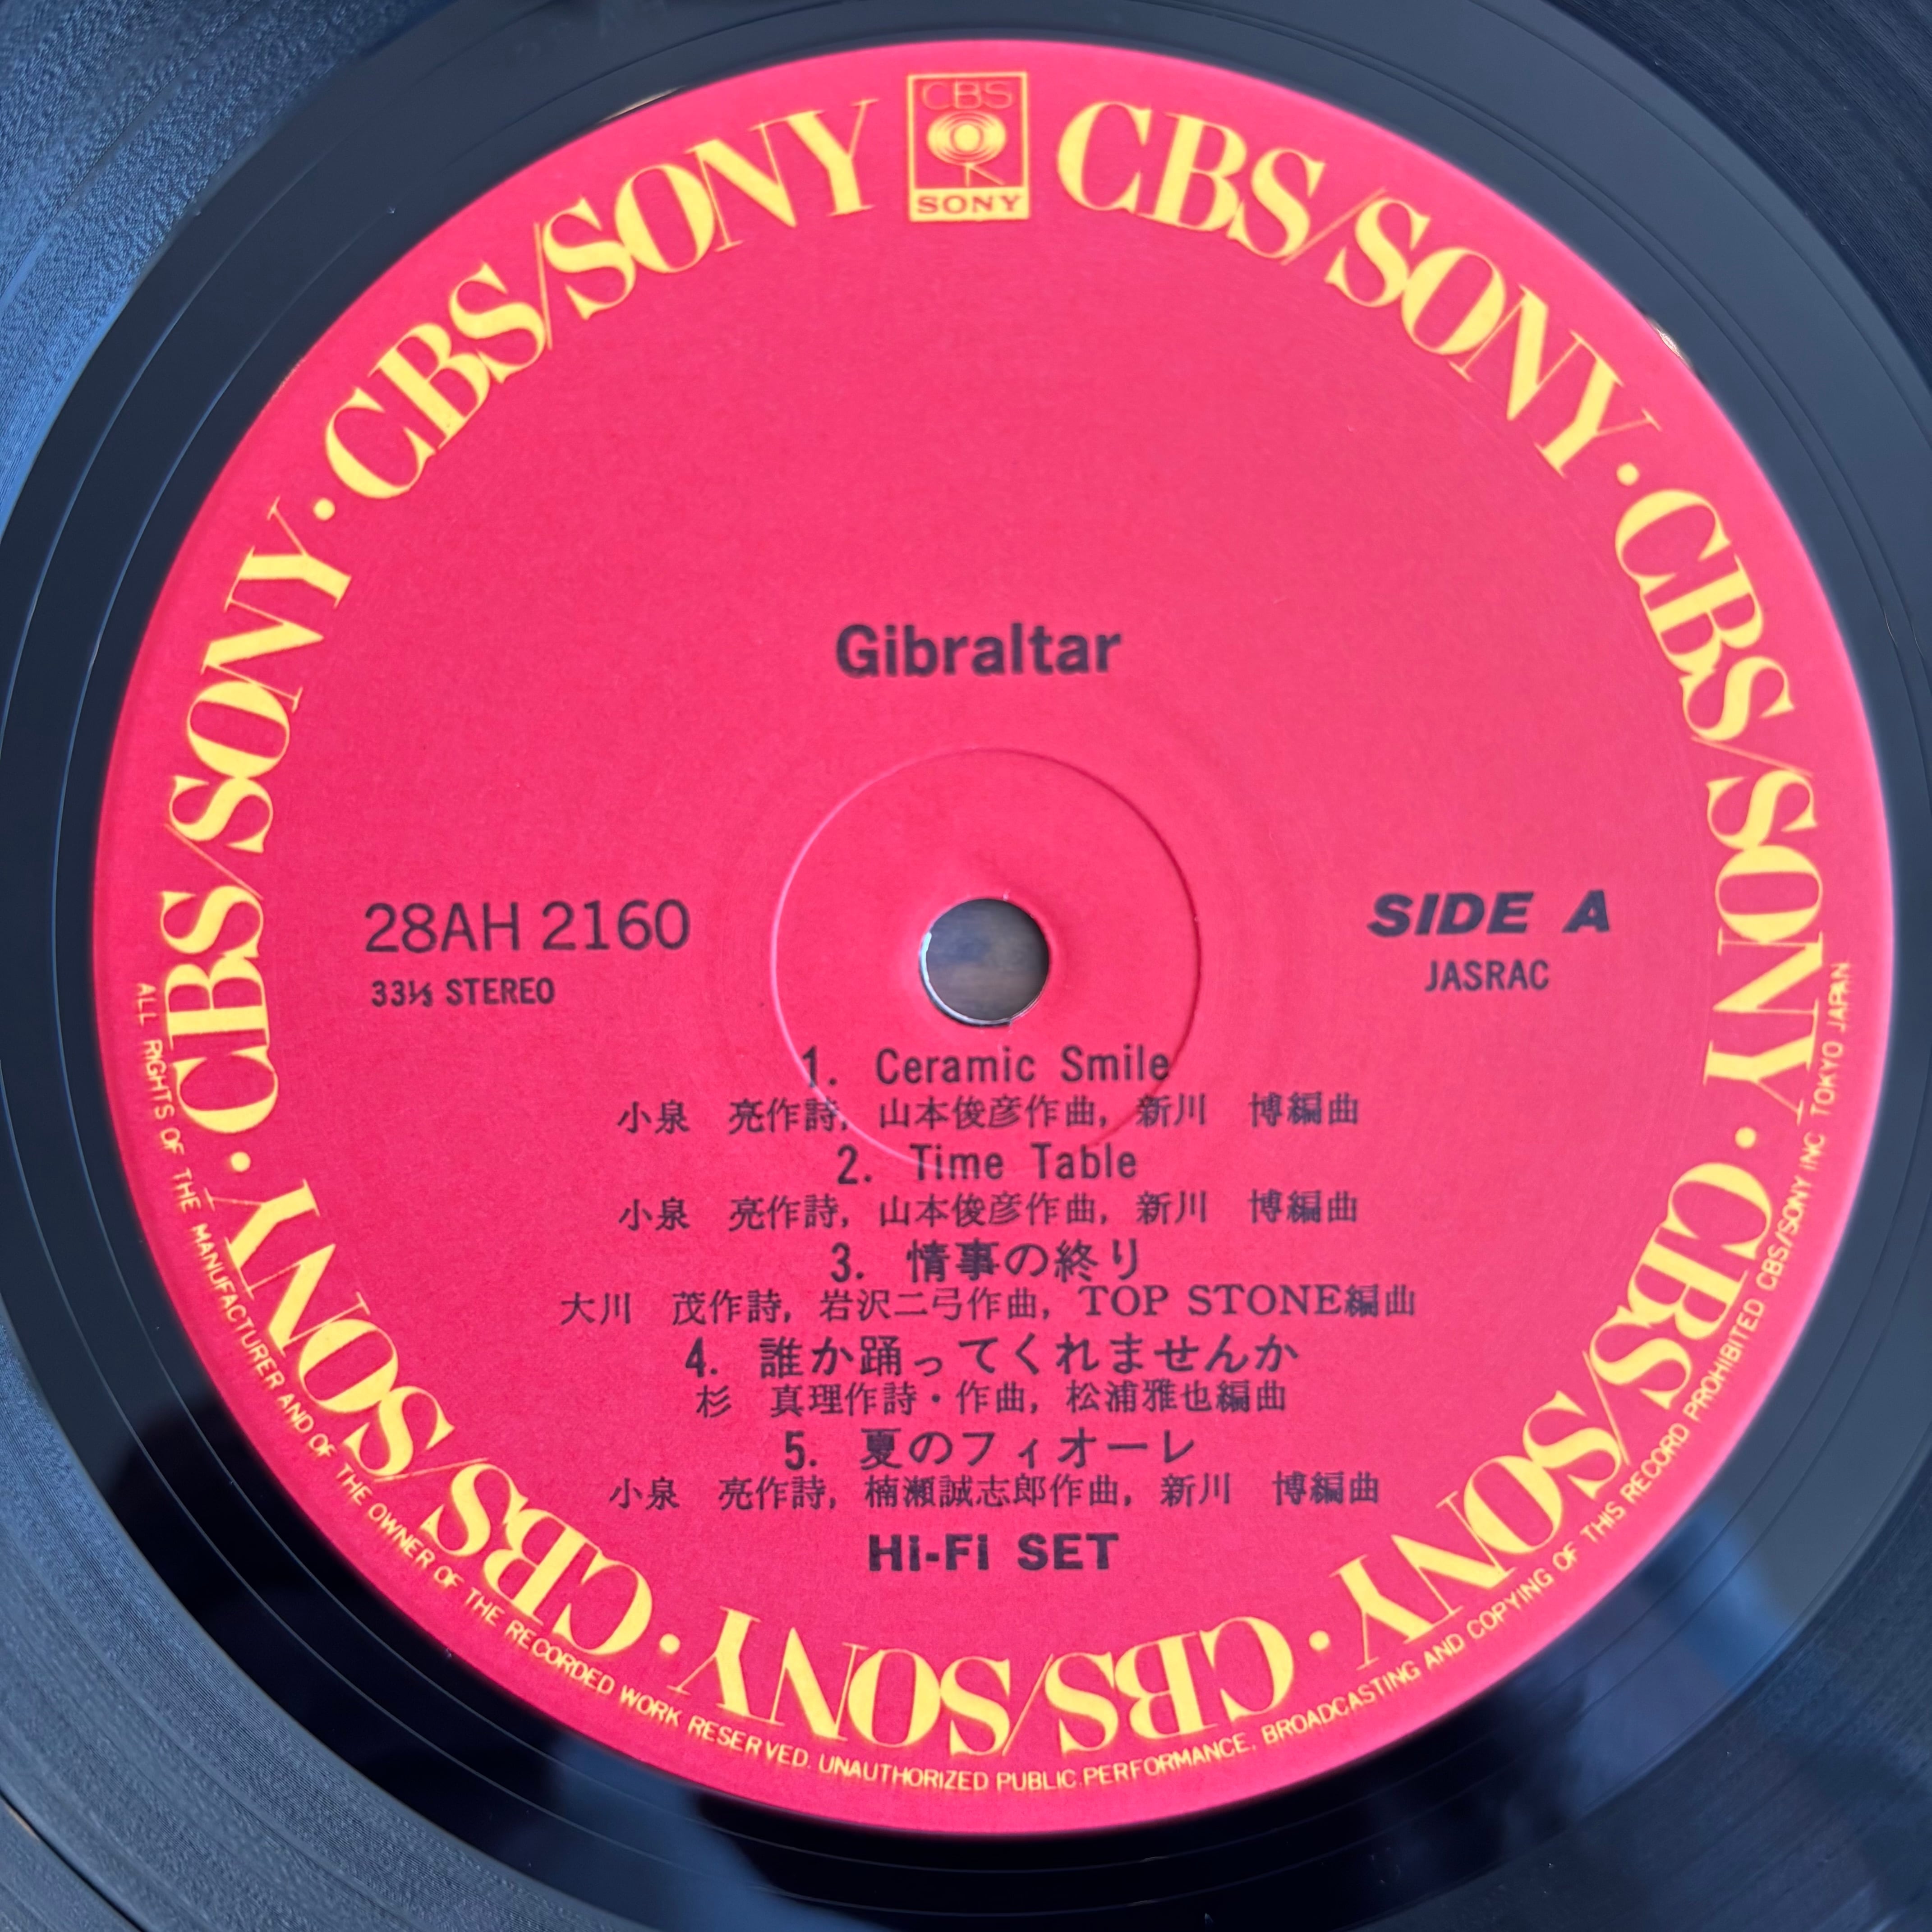 CBS
SONY
CBS/SONY · CBS/SONY · CBS/SONY · CBS/SONY · CBS/SONY · CBS/SONY · CBS/SONY · CBS/SONY
Gibraltar
28AH 2160
33⅓ STEREO
SIDE A
JASRAC
1. Ceramic Smile
小泉　亮作詩, 山本俊彦作曲, 新川　博編曲
2. Time Table
小泉　亮作詩, 山本俊彦作曲, 新川　博編曲
3. 情事の終り
大川　茂作詩, 岩沢二弓作曲, TOP STONE編曲
4. 誰か踊ってくれませんか
杉　真理作詩・作曲, 松浦雅也編曲
5. 夏のフィオーレ
小泉　亮作詩, 楠瀬誠志郎作曲, 新川　博編曲
Hi-Fi SET
ALL RIGHTS OF THE MANUFACTURER AND OF THE OWNER OF THE RECORDED WORK RESERVED. UNAUTHORIZED PUBLIC PERFORMANCE. BROADCASTING AND COPYING OF THIS RECORD PROHIBITED CBS/SONY INC TOKYO JAPAN